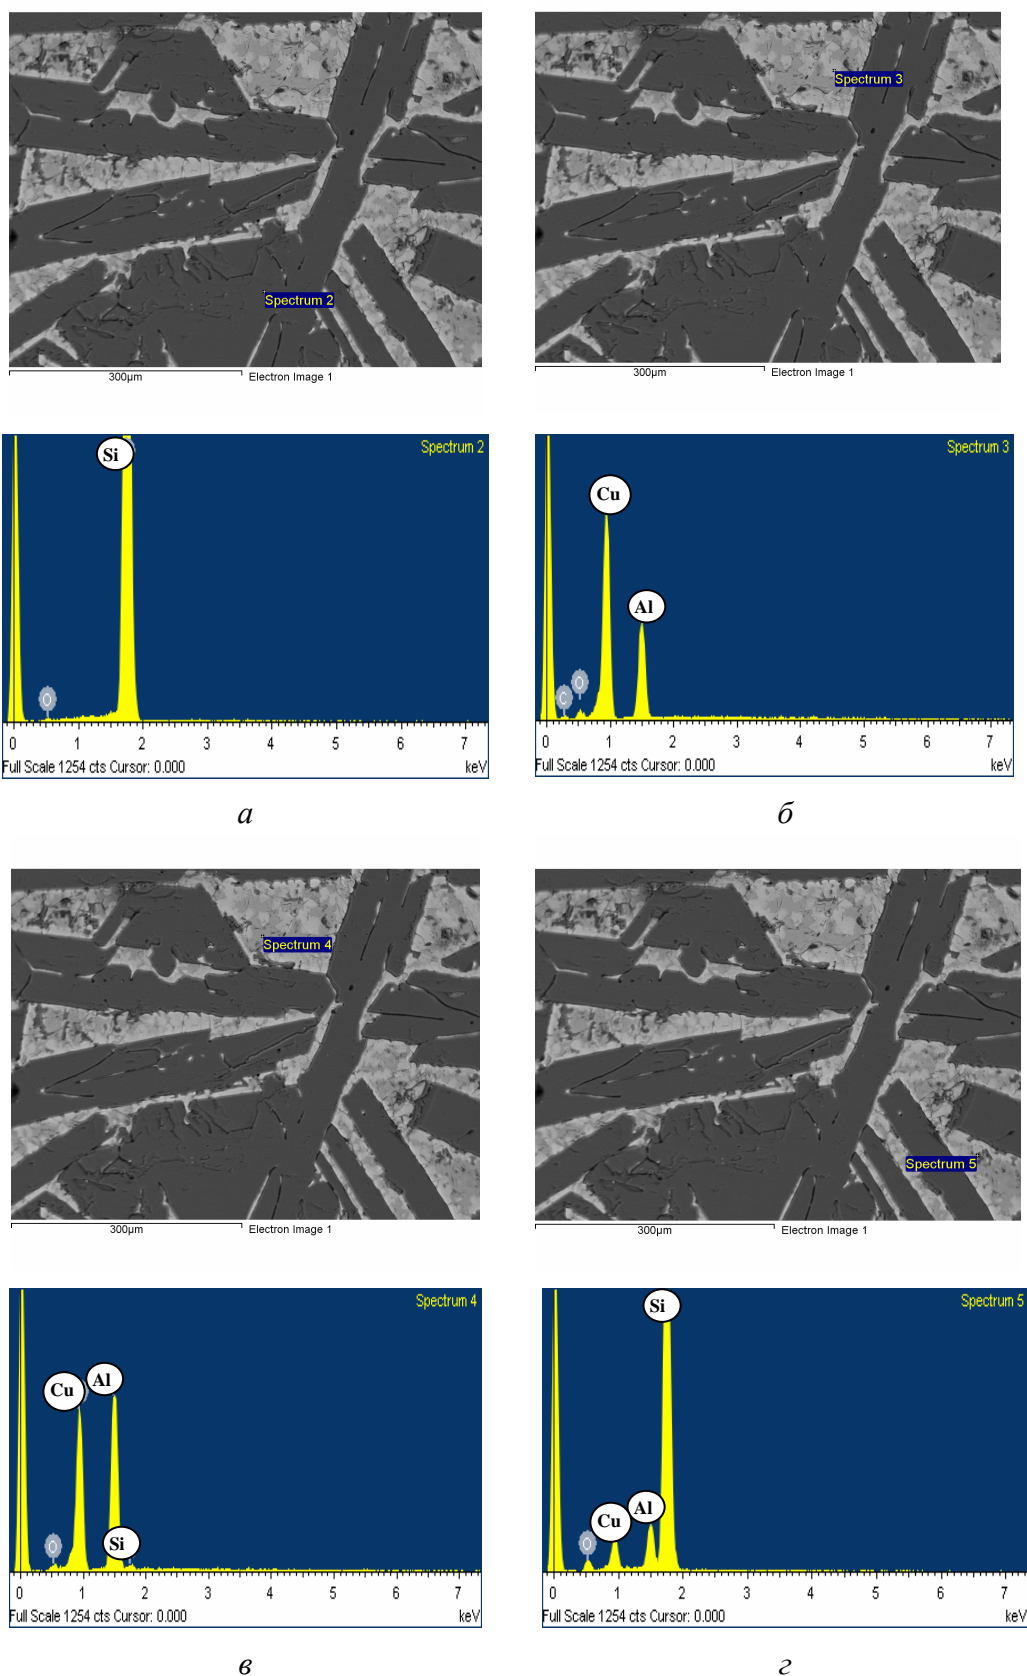 Spectrum 2
300µm Electron Image 1
Spectrum 3
300µm Electron Image 1
Spectrum 2
Si
O
0 1 2 3 4 5 6 7
Full Scale 1254 cts Cursor: 0.000 keV
Spectrum 3
Cu
Al
O
C
0 1 2 3 4 5 6 7
Full Scale 1254 cts Cursor: 0.000 keV
а
б
Spectrum 4
300µm Electron Image 1
Spectrum 5
300µm Electron Image 1
Spectrum 4
Cu
Al
O
Si
0 1 2 3 4 5 6 7
Full Scale 1254 cts Cursor: 0.000 keV
Spectrum 5
Si
Al
Cu
O
0 1 2 3 4 5 6 7
Full Scale 1254 cts Cursor: 0.000 keV
в
г